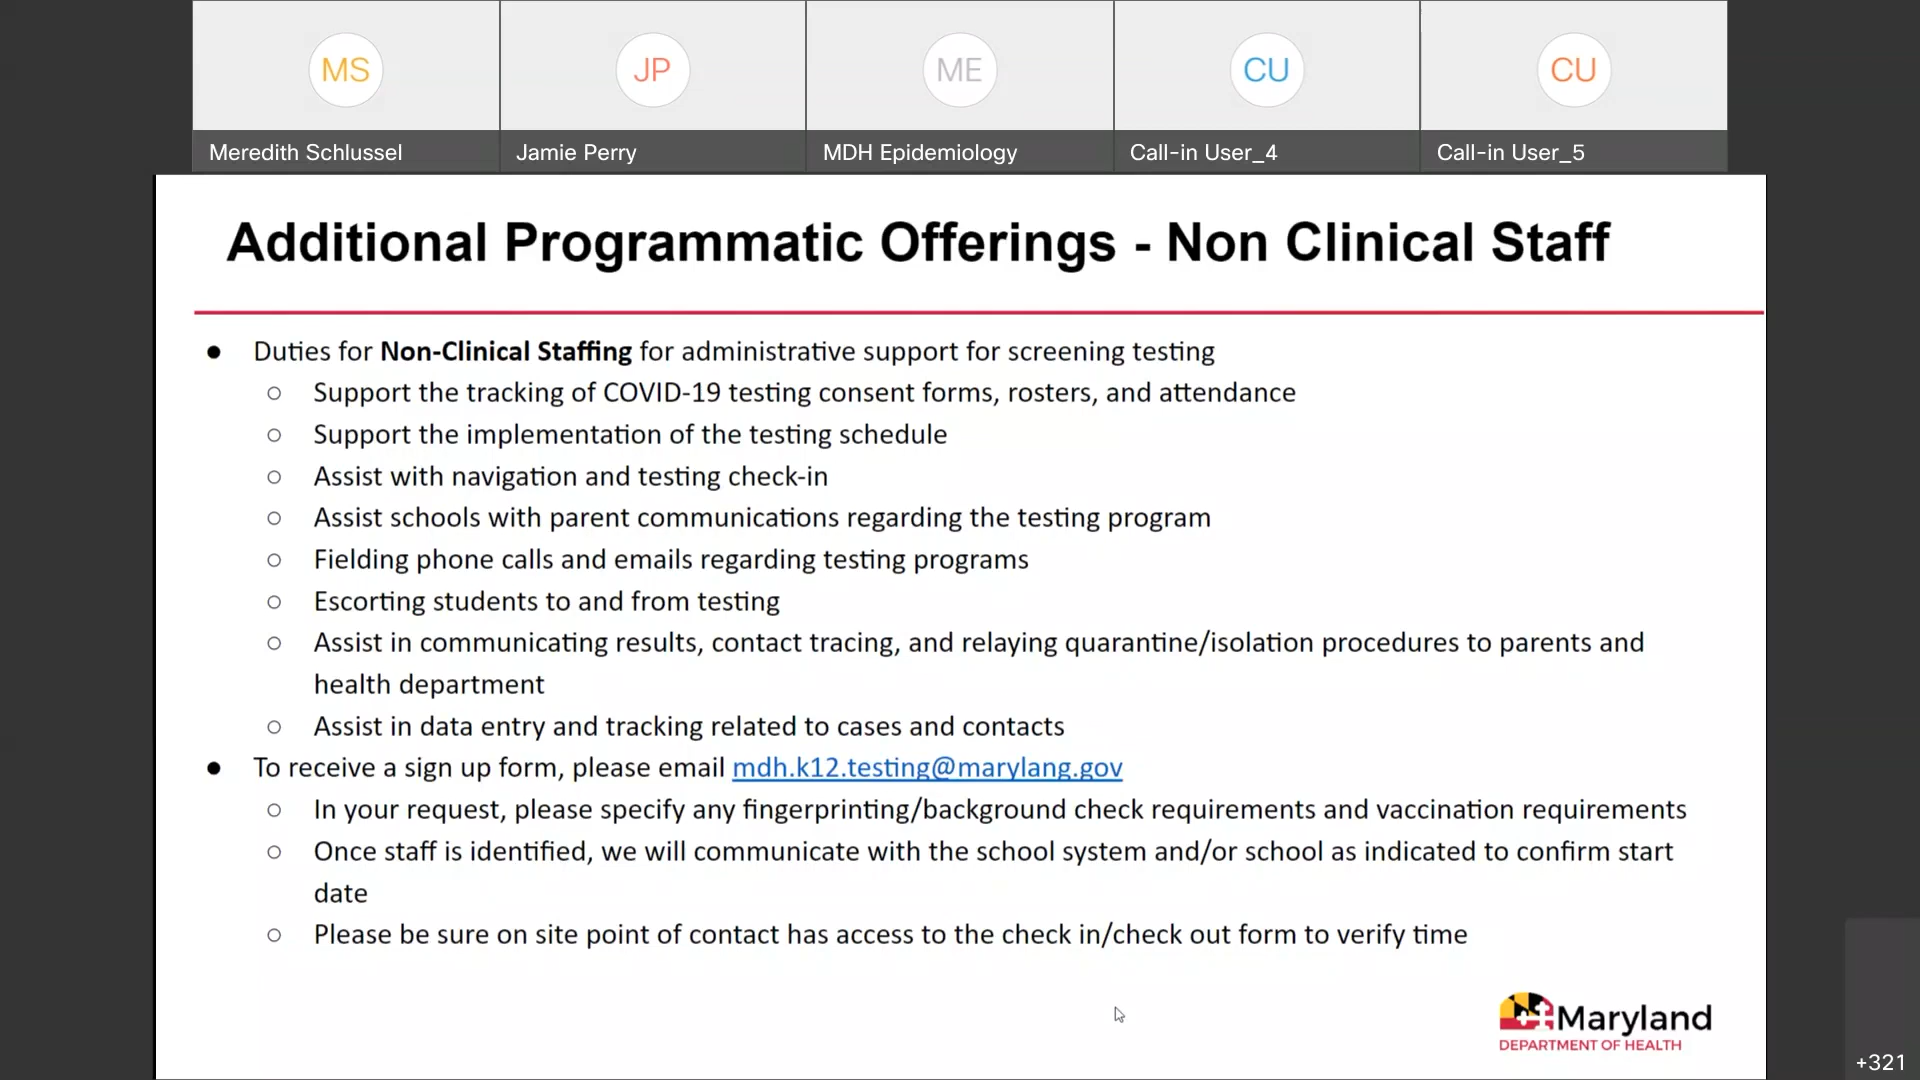 MS
JP
ME
CU
CU
Meredith Schlussel
Jamie Perry
MDH Epidemiology
Call-in User_4
Call-in User_5
Additional Programmatic Offerings - Non Clinical Staff
● Duties for Non-Clinical Staffing for administrative support for screening testing
○ Support the tracking of COVID-19 testing consent forms, rosters, and attendance
○ Support the implementation of the testing schedule
○ Assist with navigation and testing check-in
○ Assist schools with parent communications regarding the testing program
○ Fielding phone calls and emails regarding testing programs
○ Escorting students to and from testing
○ Assist in communicating results, contact tracing, and relaying quarantine/isolation procedures to parents and
health department
○ Assist in data entry and tracking related to cases and contacts
● To receive a sign up form, please email mdh.k12.testing@marylang.gov
○ In your request, please specify any fingerprinting/background check requirements and vaccination requirements
○ Once staff is identified, we will communicate with the school system and/or school as indicated to confirm start
date
○ Please be sure on site point of contact has access to the check in/check out form to verify time
Maryland
DEPARTMENT OF HEALTH
+321